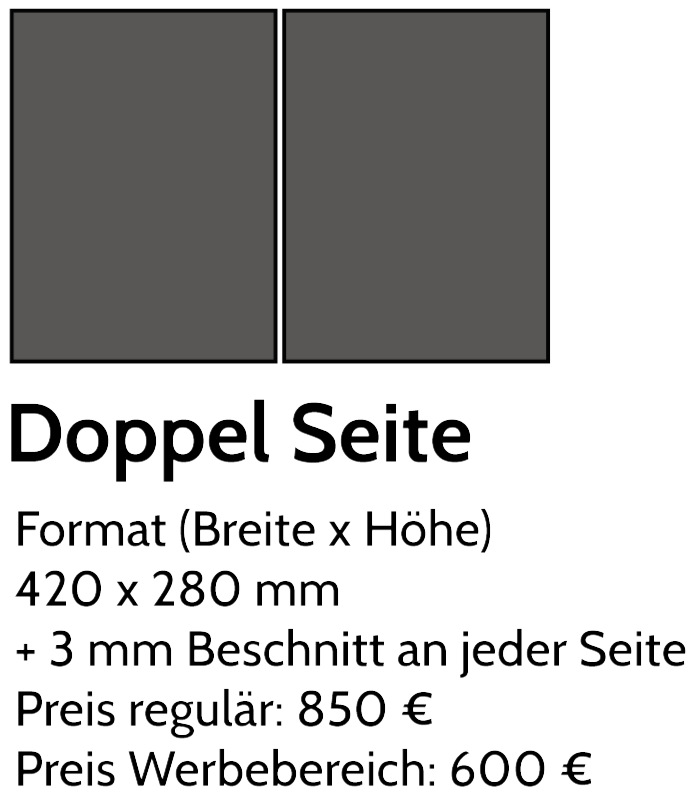 Doppel Seite
Format (Breite x Höhe)
420 x 280 mm
+ 3 mm Beschnitt an jeder Seite
Preis regulär: 850 €
Preis Werbebereich: 600 €